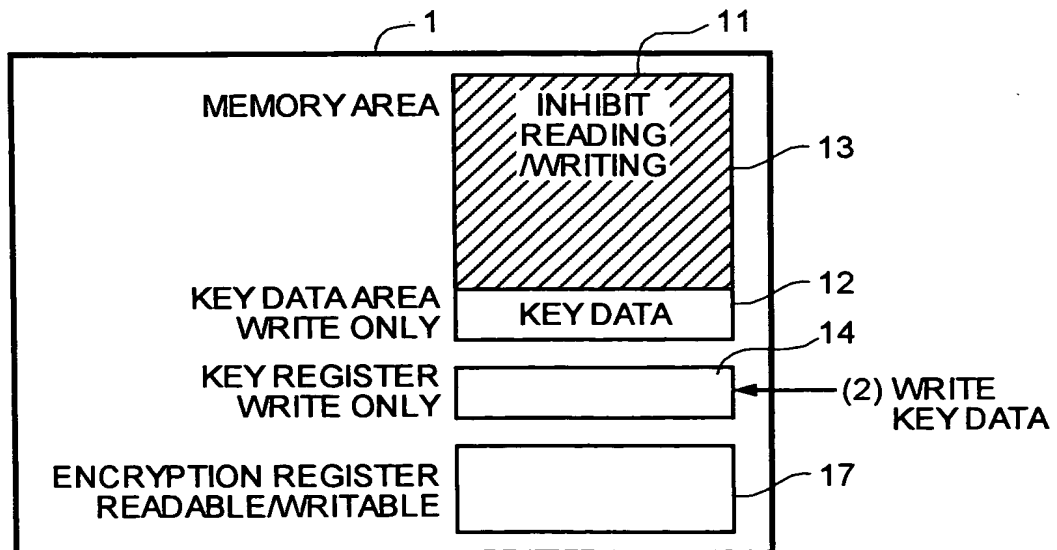 1
11
MEMORY AREA
INHIBIT
READING
/WRITING
13
KEY DATA AREA
WRITE ONLY
KEY DATA
12
14
KEY REGISTER
WRITE ONLY
(2) WRITE
KEY DATA
ENCRYPTION REGISTER
READABLE/WRITABLE
17